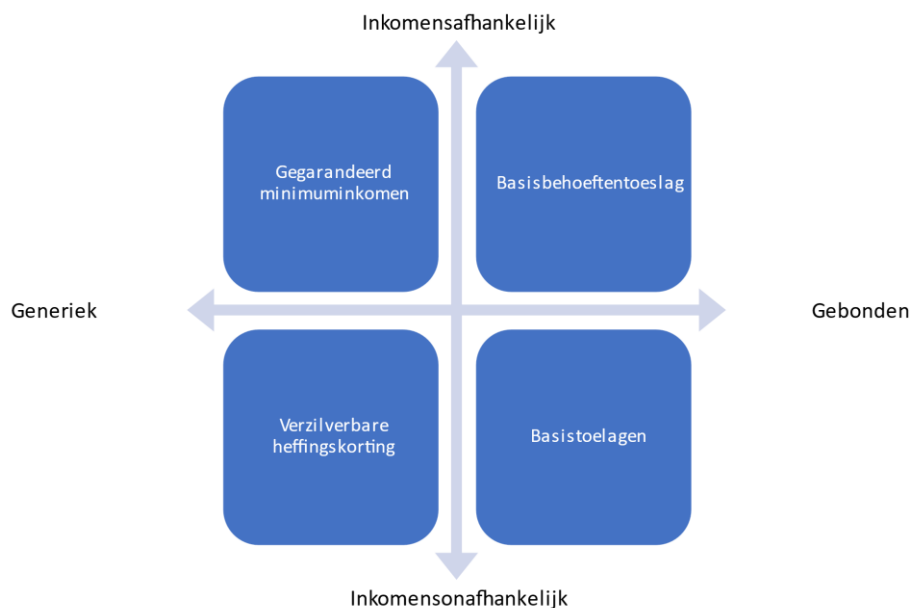 Inkomensafhankelijk
Gegarandeerd
minimuminkomen
Basisbehoeftentoeslag
Generiek
Gebonden
Verzilverbare
heffingskorting
Basistoelagen
Inkomensonafhankelijk